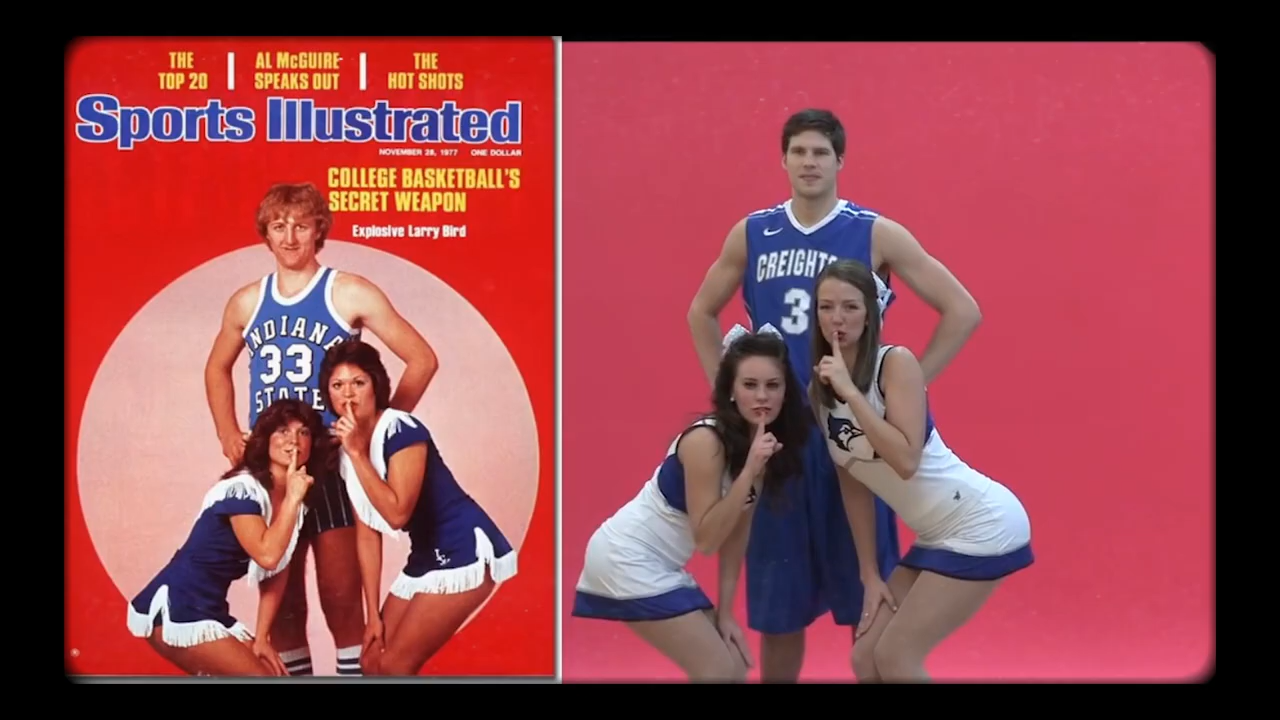 THE
TOP 20
AL McGUIRE
SPEAKS OUT
THE
HOT SHOTS
Sports Illustrated
NOVEMBER 28, 1977 ONE DOLLAR
COLLEGE BASKETBALL'S
SECRET WEAPON
Explosive Larry Bird
INDIANA
33
STATE
CREIGHTO
3